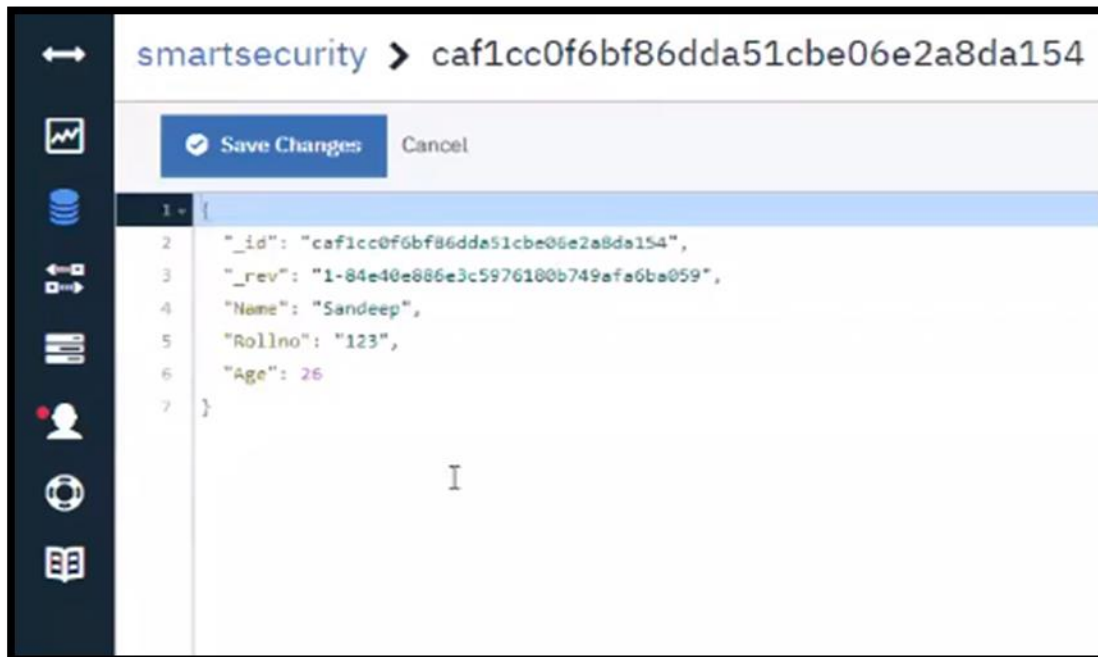 smartsecurity > caf1cc0f6bf86dda51cbe06e2a8da154
Save Changes Cancel
1 {
2 "_id": "caf1cc0f6bf86dda51cbe06e2a8da154",
3 "_rev": "1-84e40e886e3c5976180b749afa6ba059",
4 "Name": "Sandeep",
5 "Rollno": "123",
6 "Age": 26
7 }